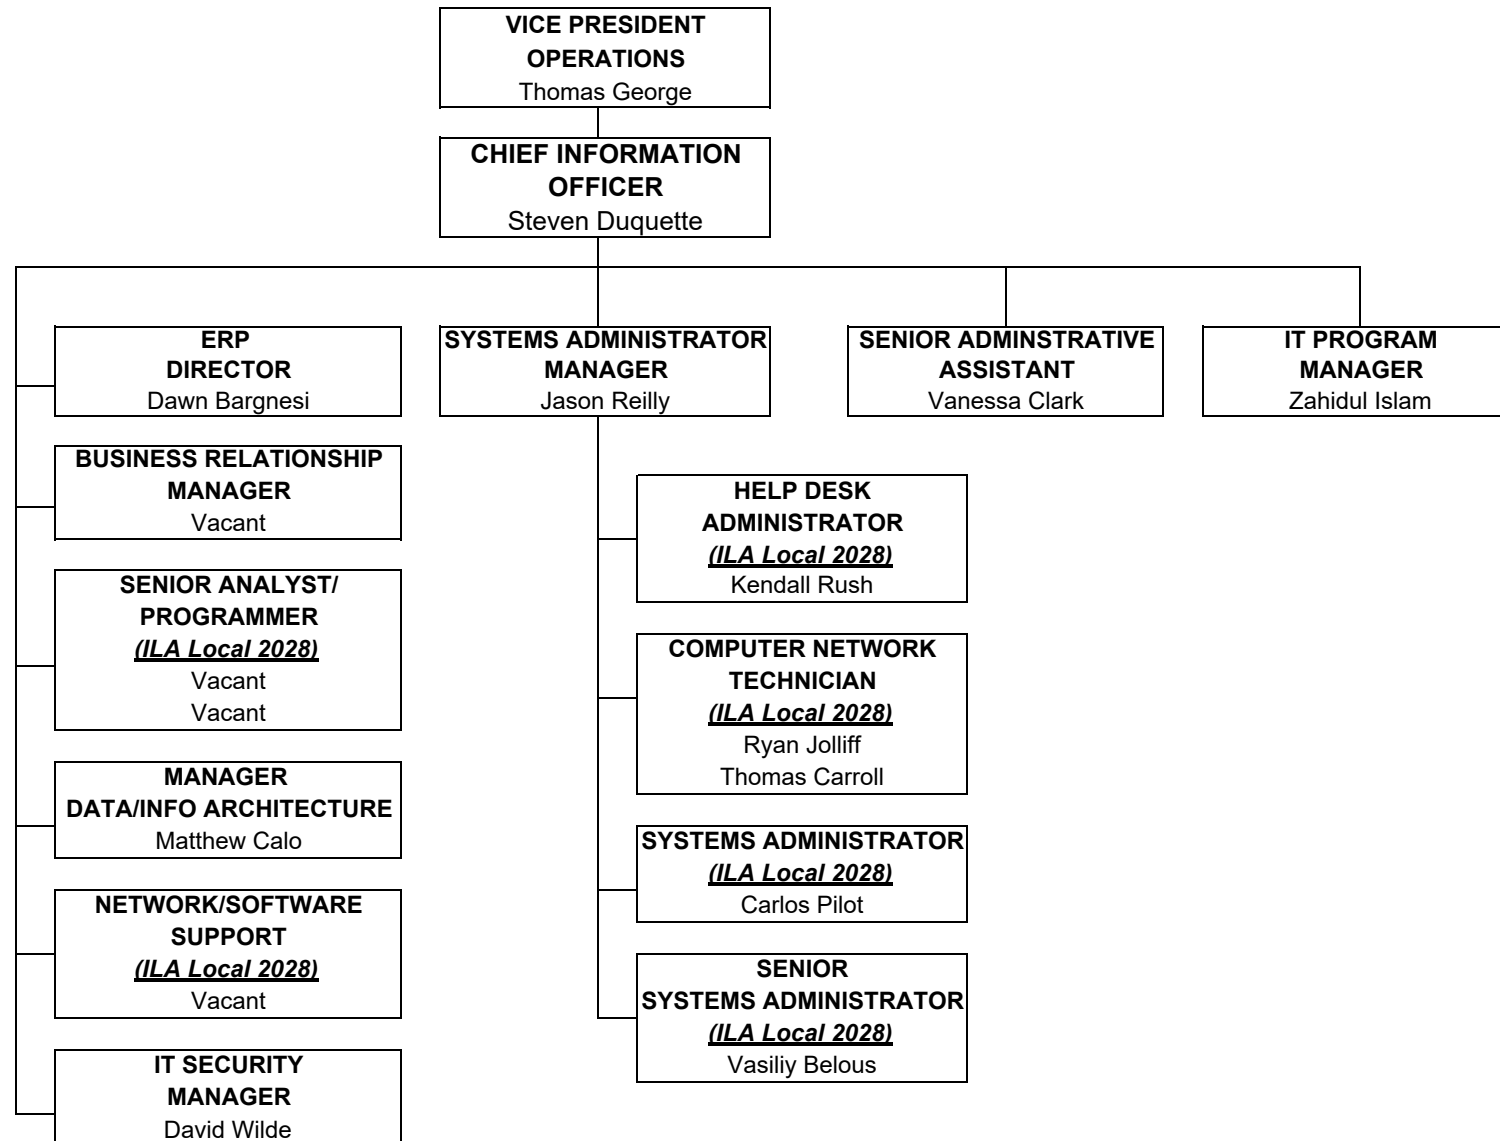 VICE PRESIDENT
OPERATIONS
Thomas George
CHIEF INFORMATION
OFFICER
Steven Duquette
ERP
DIRECTOR
Dawn Bargnesi
SYSTEMS ADMINISTRATOR
MANAGER
Jason Reilly
SENIOR ADMINSTRATIVE
ASSISTANT
Vanessa Clark
IT PROGRAM
MANAGER
Zahidul Islam
BUSINESS RELATIONSHIP
MANAGER
Vacant
SENIOR ANALYST/
PROGRAMMER
(ILA Local 2028)
Vacant
Vacant
MANAGER
DATA/INFO ARCHITECTURE
Matthew Calo
NETWORK/SOFTWARE
SUPPORT
(ILA Local 2028)
Vacant
IT SECURITY
MANAGER
David Wilde
HELP DESK
ADMINISTRATOR
(ILA Local 2028)
Kendall Rush
COMPUTER NETWORK
TECHNICIAN
(ILA Local 2028)
Ryan Jolliff
Thomas Carroll
SYSTEMS ADMINISTRATOR
(ILA Local 2028)
Carlos Pilot
SENIOR
SYSTEMS ADMINISTRATOR
(ILA Local 2028)
Vasiliy Belous